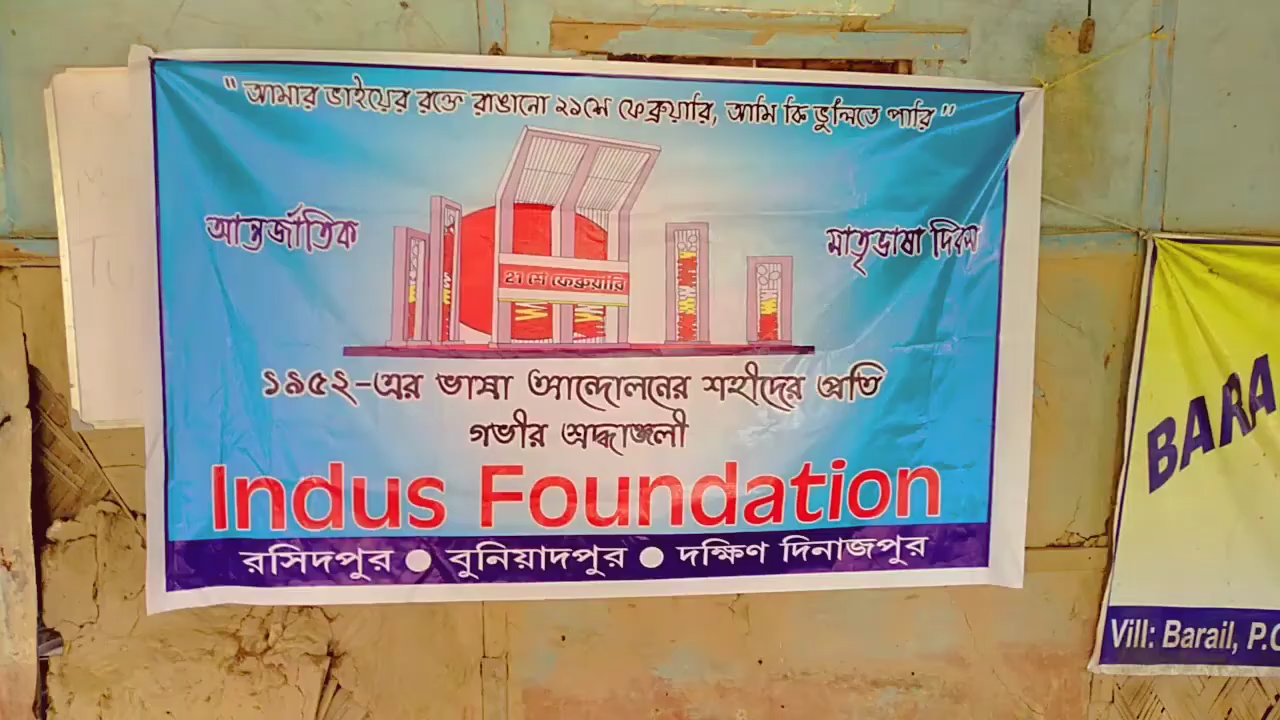 " আমার ভাইয়ের রক্তে রাঙানো ২১শে ফেব্রুয়ারি, আমি কি ভুলিতে পারি "
আন্তর্জাতিক
মাতৃভাষা দিবস
21 শে ফেব্রুয়ারি
১৯৫২-এর ভাষা আন্দোলনের শহীদের প্রতি
গভীর শ্রদ্ধাঞ্জলী
Indus Foundation
রসিদপুর ● বুনিয়াদপুর ● দক্ষিণ দিনাজপুর
BARA
Vill: Barail, P.O